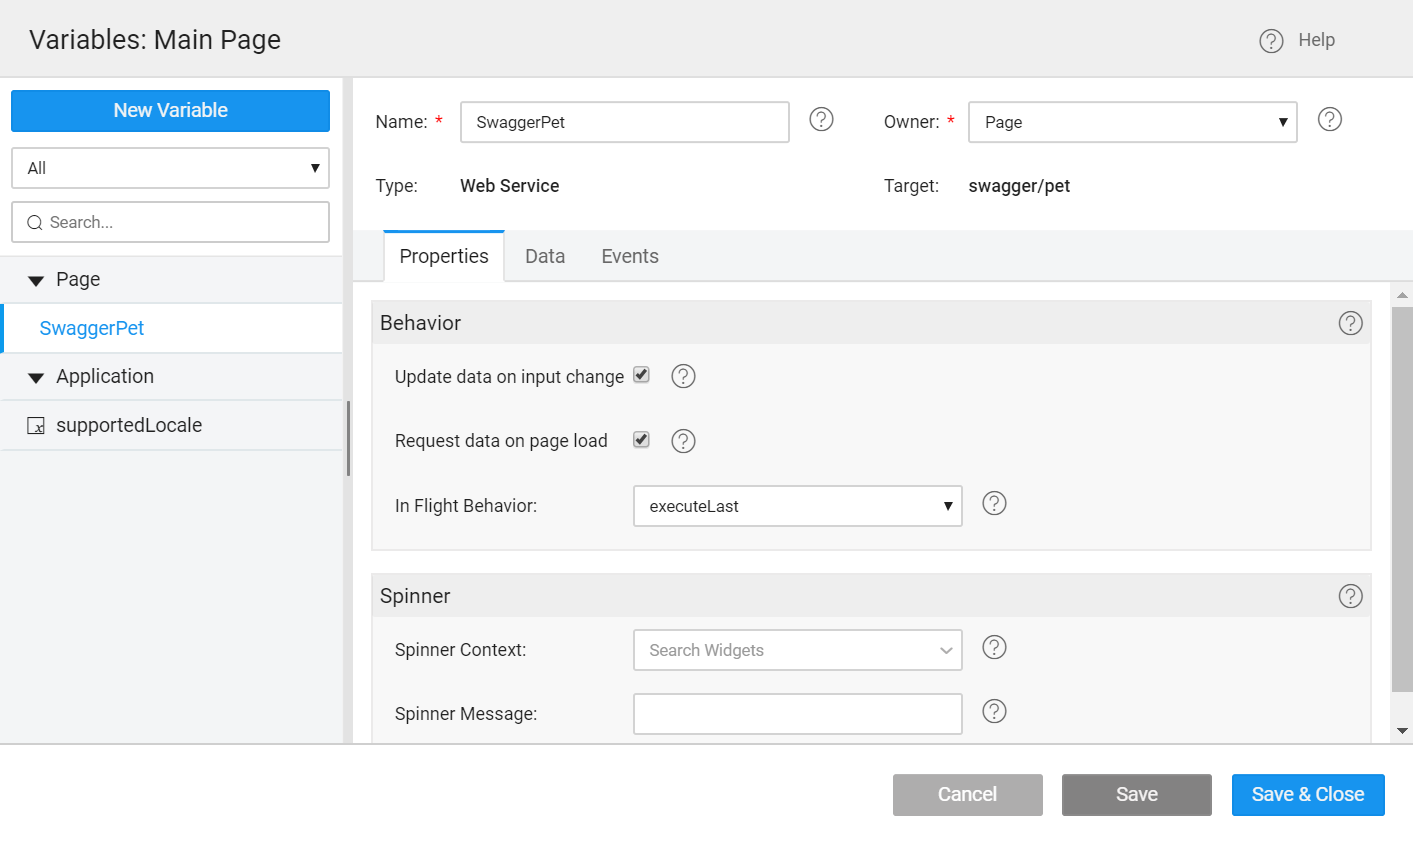 Variables: Main Page
Help
New Variable
All
Search...
Page
SwaggerPet
Application
supportedLocale
Name: * SwaggerPet
Owner: * Page
Type: Web Service
Target: swagger/pet
Properties Data Events
Behavior
Update data on input change
Request data on page load
In Flight Behavior: executeLast
Spinner
Spinner Context: Search Widgets
Spinner Message:
Cancel Save Save & Close